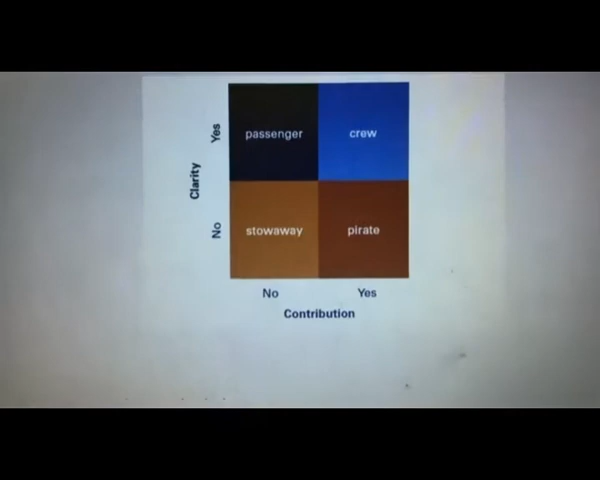 Yes
passenger
crew
Clarity
No
stowaway
pirate
No
Yes
Contribution